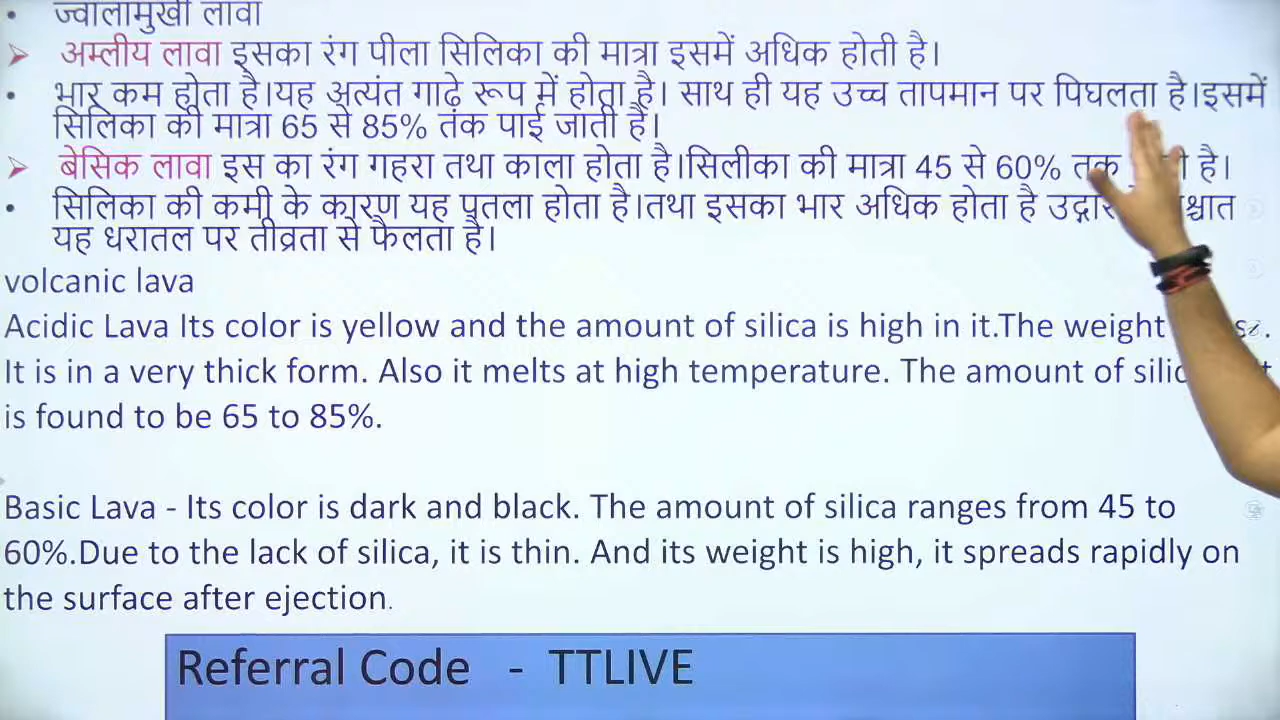 • ज्वालामुखी लावा
➢ अम्लीय लावा इसका रंग पीला सिलिका की मात्रा इसमें अधिक होती है।
• भार कम होता है।यह अत्यंत गाढ़े रूप में होता है। साथ ही यह उच्च तापमान पर पिघलता है।इसमें
सिलिका की मात्रा 65 से 85% तक पाई जाती है।
➢ बेसिक लावा इस का रंग गहरा तथा काला होता है।सिलीका की मात्रा 45 से 60% तक है।
• सिलिका की कमी के कारण यह पतला होता है।तथा इसका भार अधिक होता है
यह धरातल पर तीव्रता से फैलता है।
volcanic lava
Acidic Lava Its color is yellow and the amount of silica is high in it.The weight
It is in a very thick form. Also it melts at high temperature. The amount of
is found to be 65 to 85%.
Basic Lava - Its color is dark and black. The amount of silica ranges from 45 to
60%.Due to the lack of silica, it is thin. And its weight is high, it spreads rapidly on
the surface after ejection.
Referral Code - TTLIVE